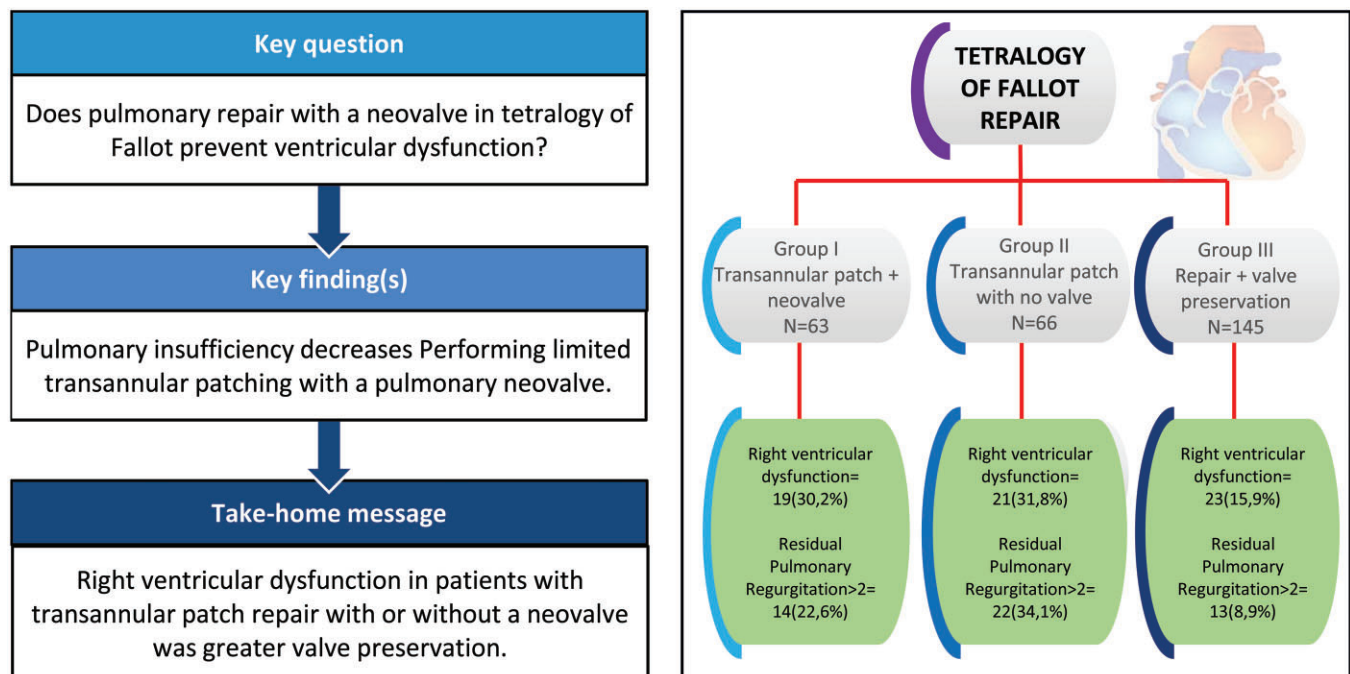 Key question
Does pulmonary repair with a neovalve in tetralogy of
Fallot prevent ventricular dysfunction?
Key finding(s)
Pulmonary insufficiency decreases Performing limited
transannular patching with a pulmonary neovalve.
Take-home message
Right ventricular dysfunction in patients with
transannular patch repair with or without a neovalve
was greater valve preservation.
TETRALOGY
OF FALLOT
REPAIR
Group I
Transannular patch +
neovalve
N=63
Group II
Transannular patch
with no valve
N=66
Group III
Repair + valve
preservation
N=145
Right ventricular
dysfunction=
19(30,2%)
Residual
Pulmonary
Regurgitation>2=
14(22,6%)
Right ventricular
dysfunction=
21(31,8%)
Residual
Pulmonary
Regurgitation>2=
22(34,1%)
Right ventricular
dysfunction=
23(15,9%)
Residual
Pulmonary
Regurgitation>2=
13(8,9%)